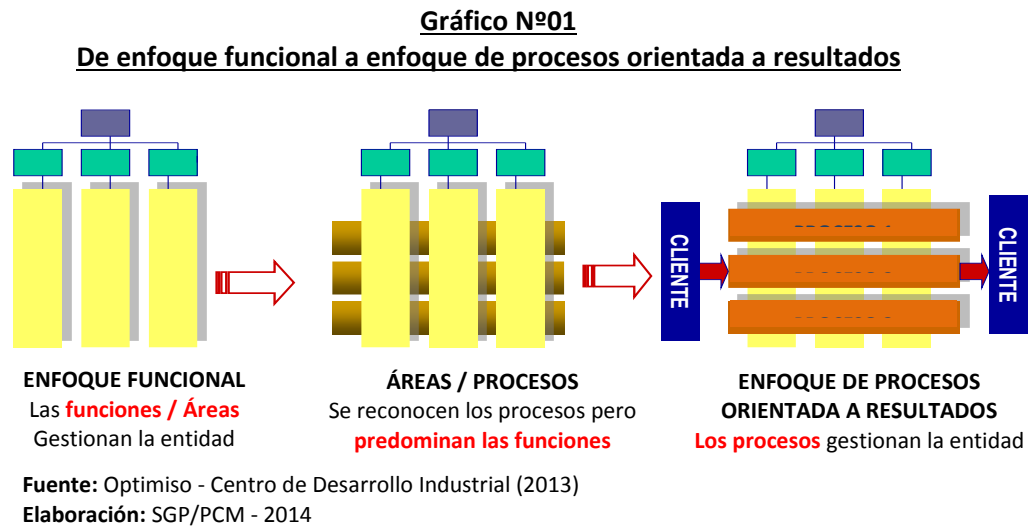 Gráfico Nº01
De enfoque funcional a enfoque de procesos orientada a resultados
CLIENTE
CLIENTE
ENFOQUE FUNCIONAL
Las funciones / Áreas
Gestionan la entidad
ÁREAS / PROCESOS
Se reconocen los procesos pero
predominan las funciones
ENFOQUE DE PROCESOS
ORIENTADA A RESULTADOS
Los procesos gestionan la entidad
Fuente: Optimiso - Centro de Desarrollo Industrial (2013)
Elaboración: SGP/PCM - 2014